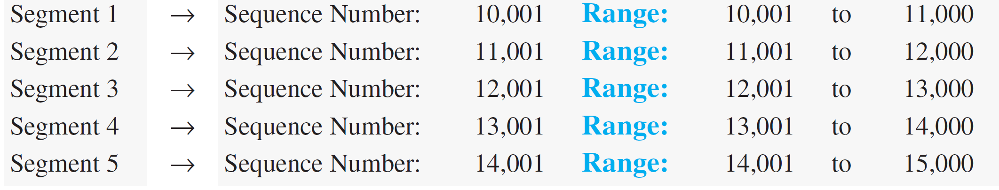 Segment 1 → Sequence Number: 10,001 Range: 10,001 to 11,000
Segment 2 → Sequence Number: 11,001 Range: 11,001 to 12,000
Segment 3 → Sequence Number: 12,001 Range: 12,001 to 13,000
Segment 4 → Sequence Number: 13,001 Range: 13,001 to 14,000
Segment 5 → Sequence Number: 14,001 Range: 14,001 to 15,000